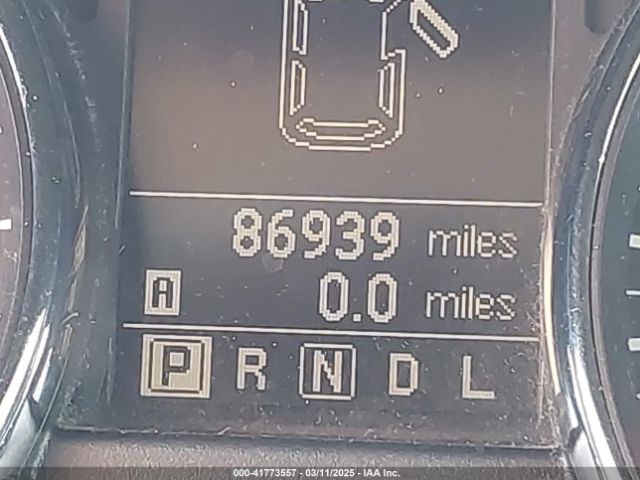 86939 miles
A 0.0 miles
P R N D L
000-41773557 - 03/11/2025 - IAA Inc.